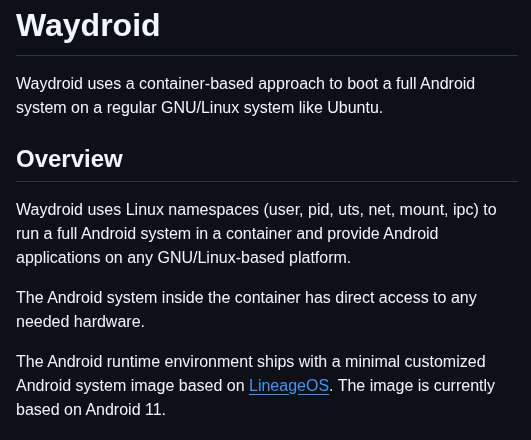 Waydroid
Waydroid uses a container-based approach to boot a full Android
system on a regular GNU/Linux system like Ubuntu.
Overview
Waydroid uses Linux namespaces (user, pid, uts, net, mount, ipc) to
run a full Android system in a container and provide Android
applications on any GNU/Linux-based platform.
The Android system inside the container has direct access to any
needed hardware.
The Android runtime environment ships with a minimal customized
Android system image based on LineageOS. The image is currently
based on Android 11.